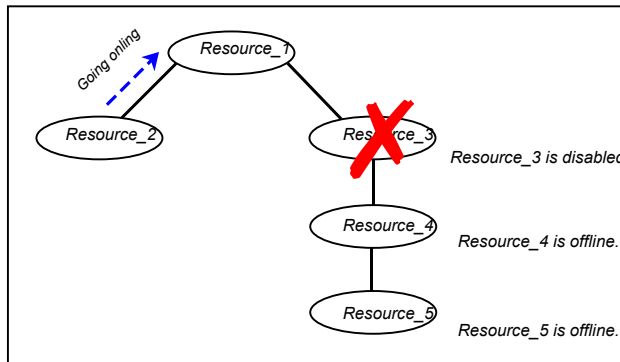 Going onling
Resource_1
Resource_2
Resource_3
Resource_3 is disabled
Resource_4
Resource_4 is offline.
Resource_5
Resource_5 is offline.